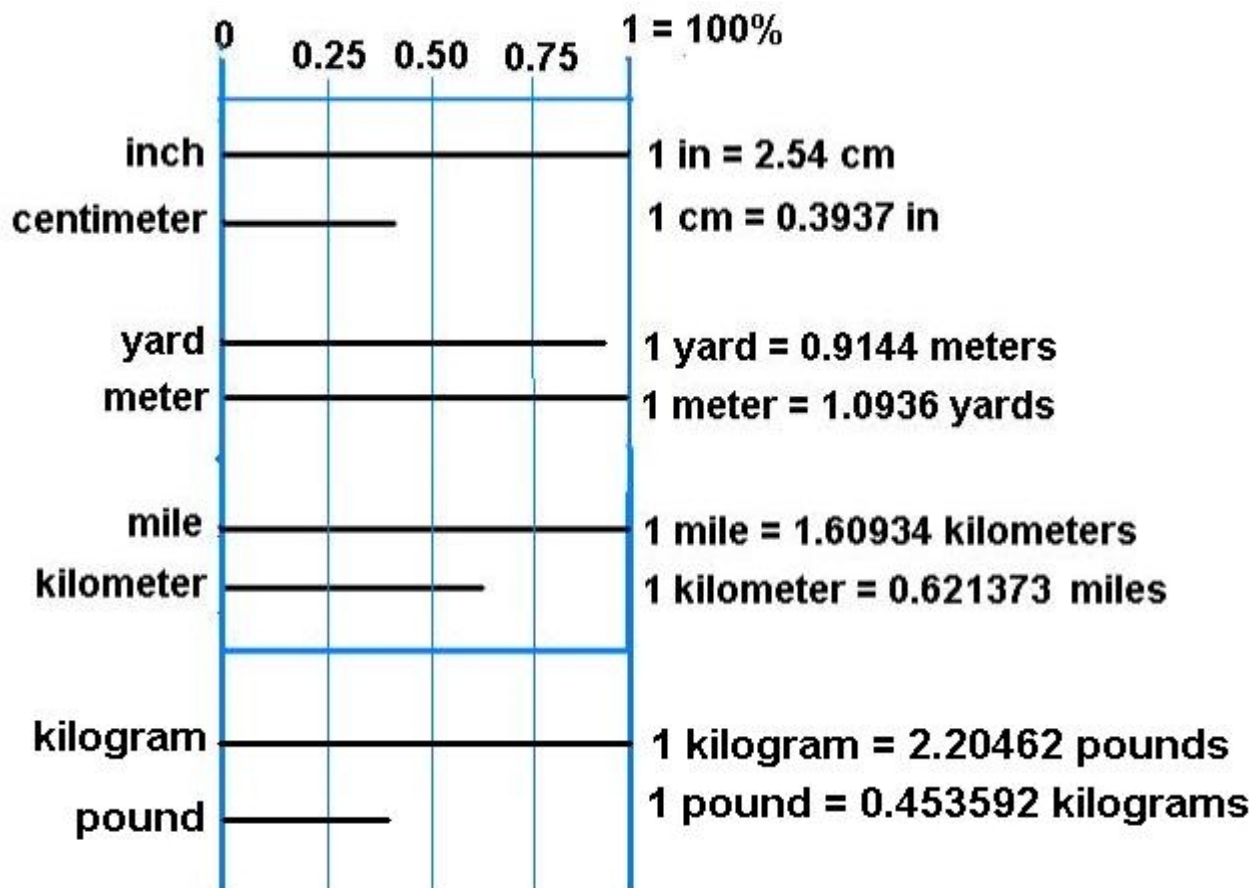 0 0.25 0.50 0.75 1 = 100%
inch 1 in = 2.54 cm
centimeter 1 cm = 0.3937 in
yard 1 yard = 0.9144 meters
meter 1 meter = 1.0936 yards
mile 1 mile = 1.60934 kilometers
kilometer 1 kilometer = 0.621373 miles
kilogram 1 kilogram = 2.20462 pounds
pound 1 pound = 0.453592 kilograms